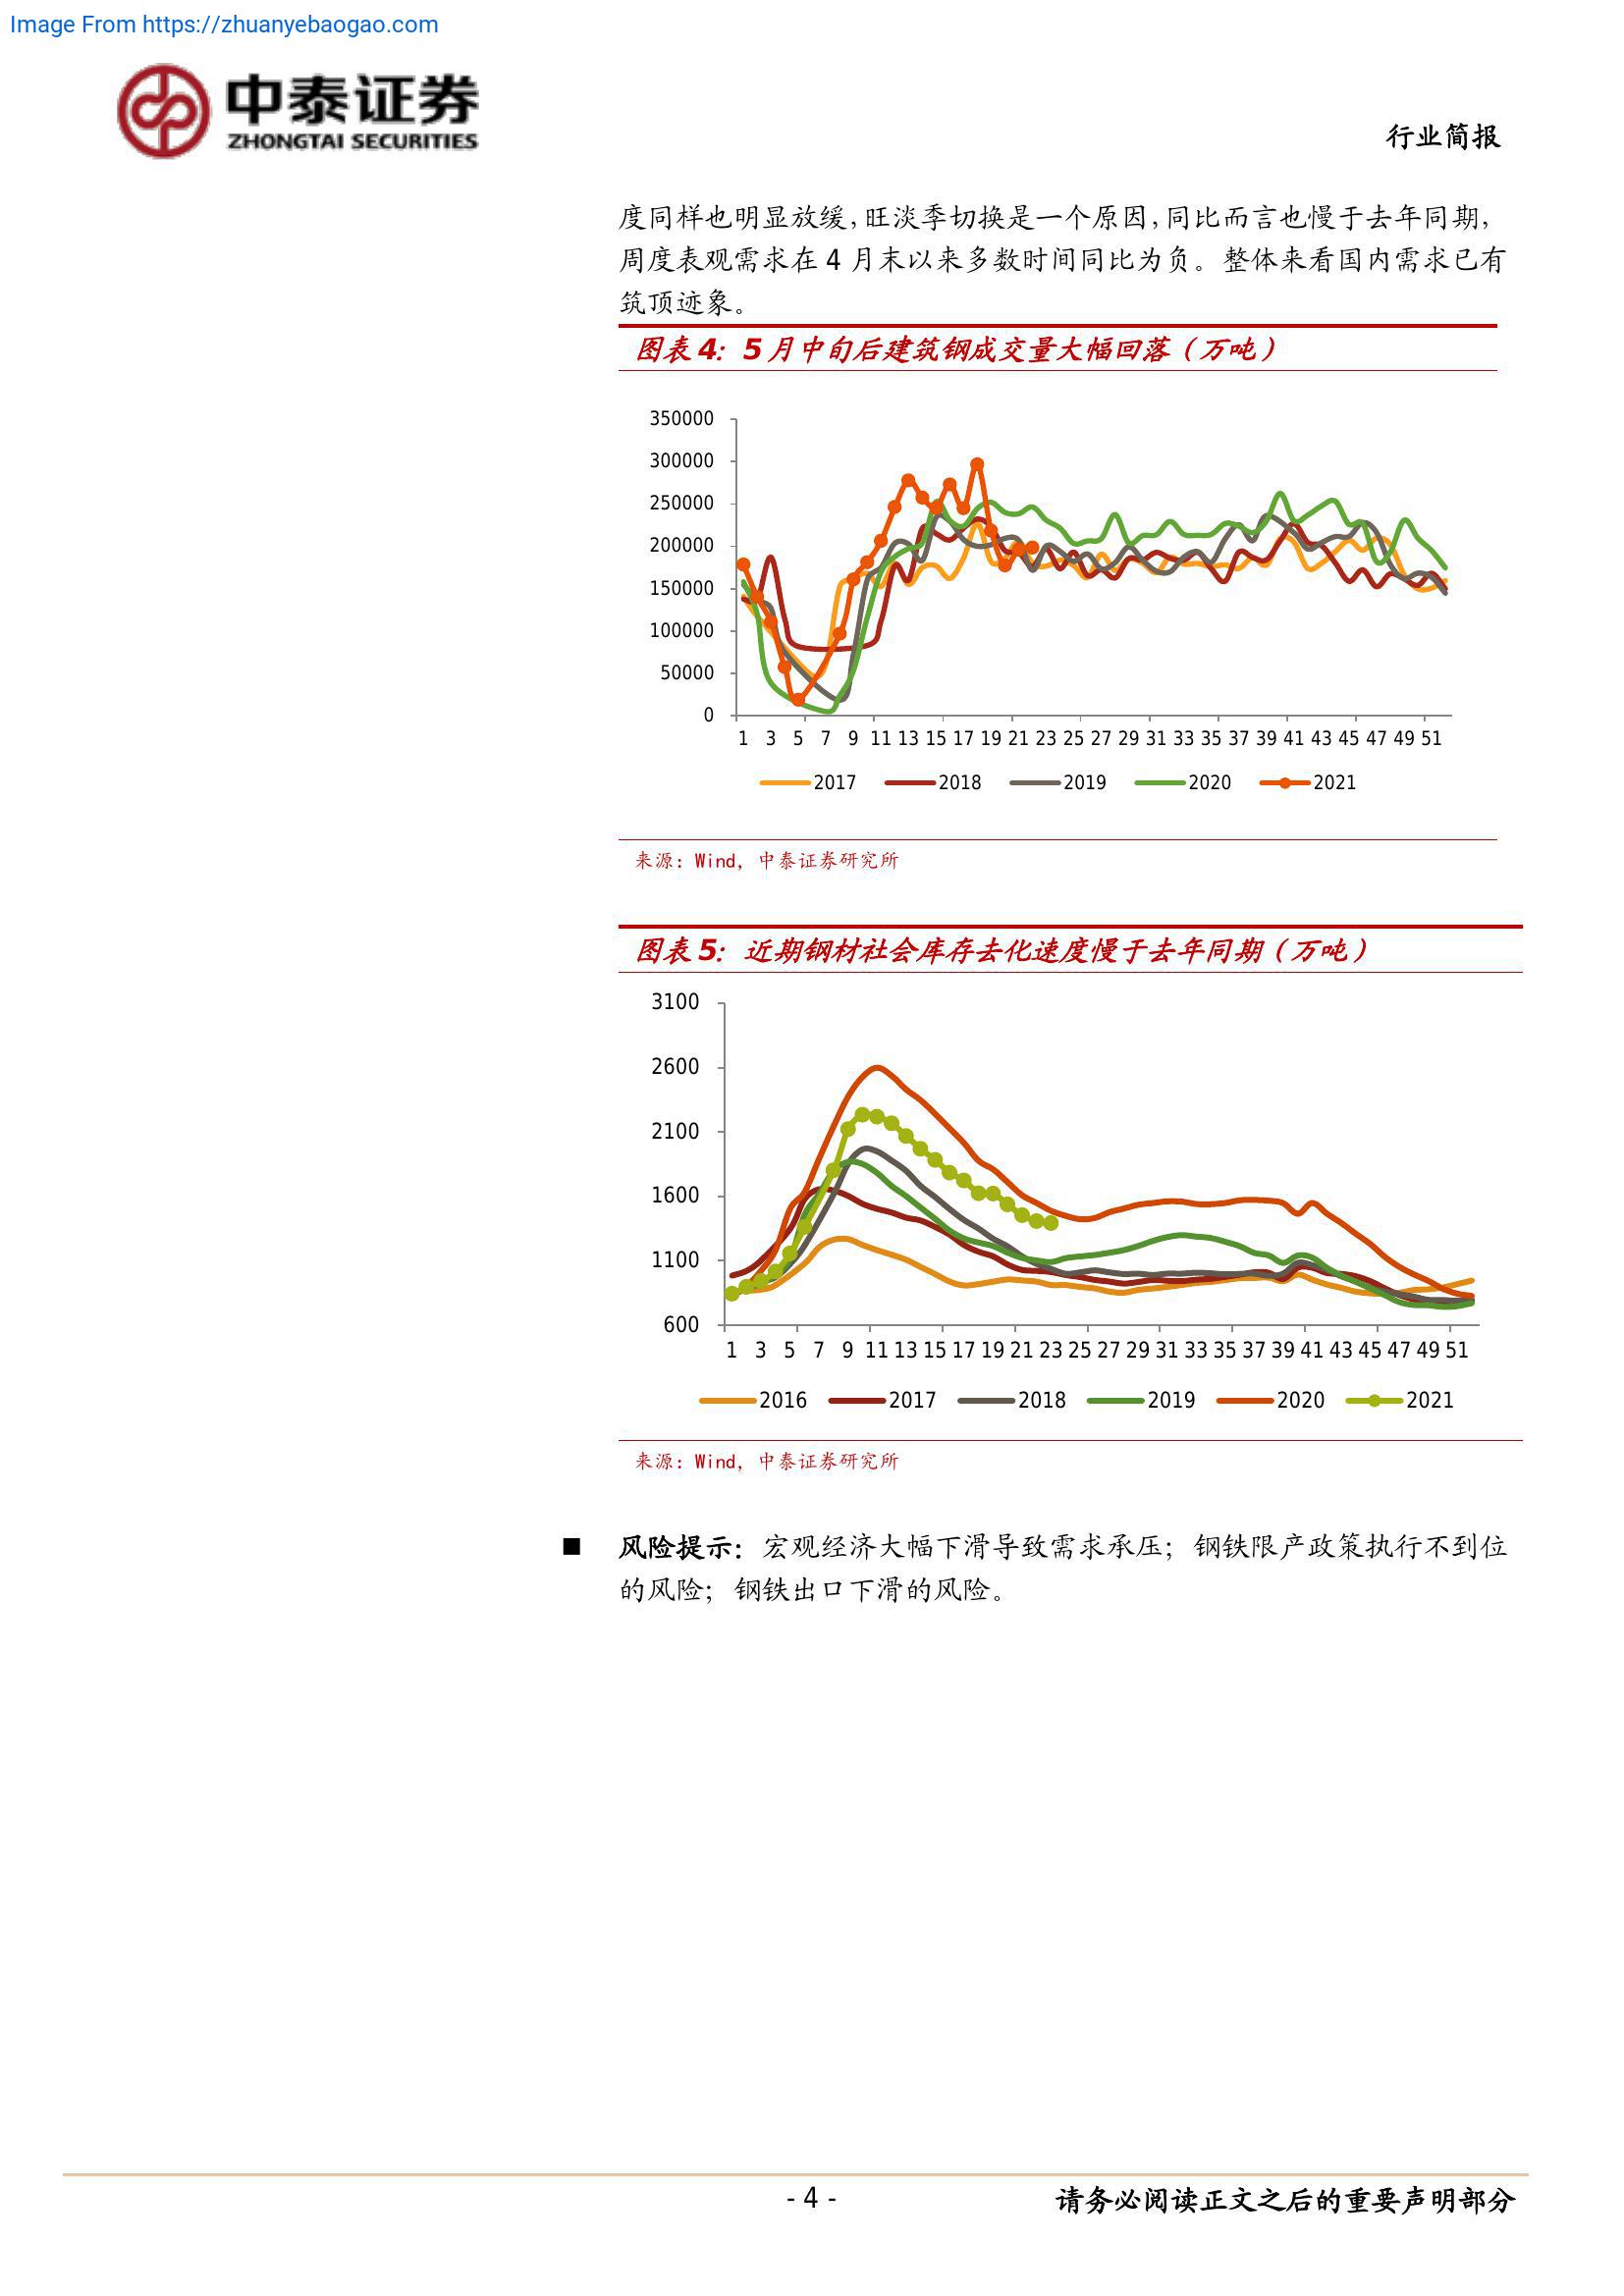 Image From https://zhuanyebaogao.com
中泰证券
ZHONGTAI SECURITIES
行业简报
度同样也明显放缓，旺淡季切换是一个原因，同比而言也慢于去年同期，
周度表观需求在 4 月末以来多数时间同比为负。整体来看国内需求已有
筑顶迹象。
图表 4：5 月中旬后建筑钢成交量大幅回落（万吨）
350000
300000
250000
200000
150000
100000
50000
0
1 3 5 7 9 11 13 15 17 19 21 23 25 27 29 31 33 35 37 39 41 43 45 47 49 51
2017 2018 2019 2020 2021
来源：Wind，中泰证券研究所
图表 5：近期钢材社会库存去化速度慢于去年同期（万吨）
3100
2600
2100
1600
1100
600
1 3 5 7 9 11 13 15 17 19 21 23 25 27 29 31 33 35 37 39 41 43 45 47 49 51
2016 2017 2018 2019 2020 2021
来源：Wind，中泰证券研究所
■ 风险提示：宏观经济大幅下滑导致需求承压；钢铁限产政策执行不到位
的风险；钢铁出口下滑的风险。
- 4 -
请务必阅读正文之后的重要声明部分